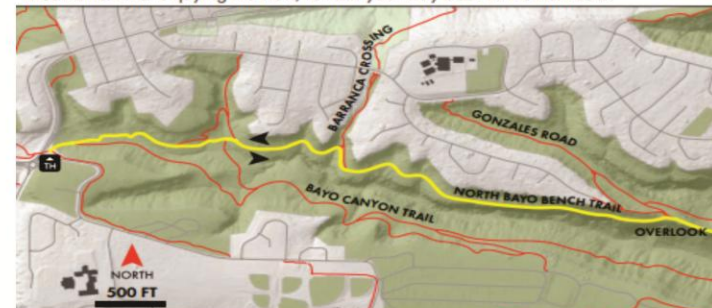 BARRANCA CROSSING
GONZALES ROAD
TH
BAYO CANYON TRAIL
NORTH BAYO BENCH TRAIL
OVERLOOK
NORTH
500 FT